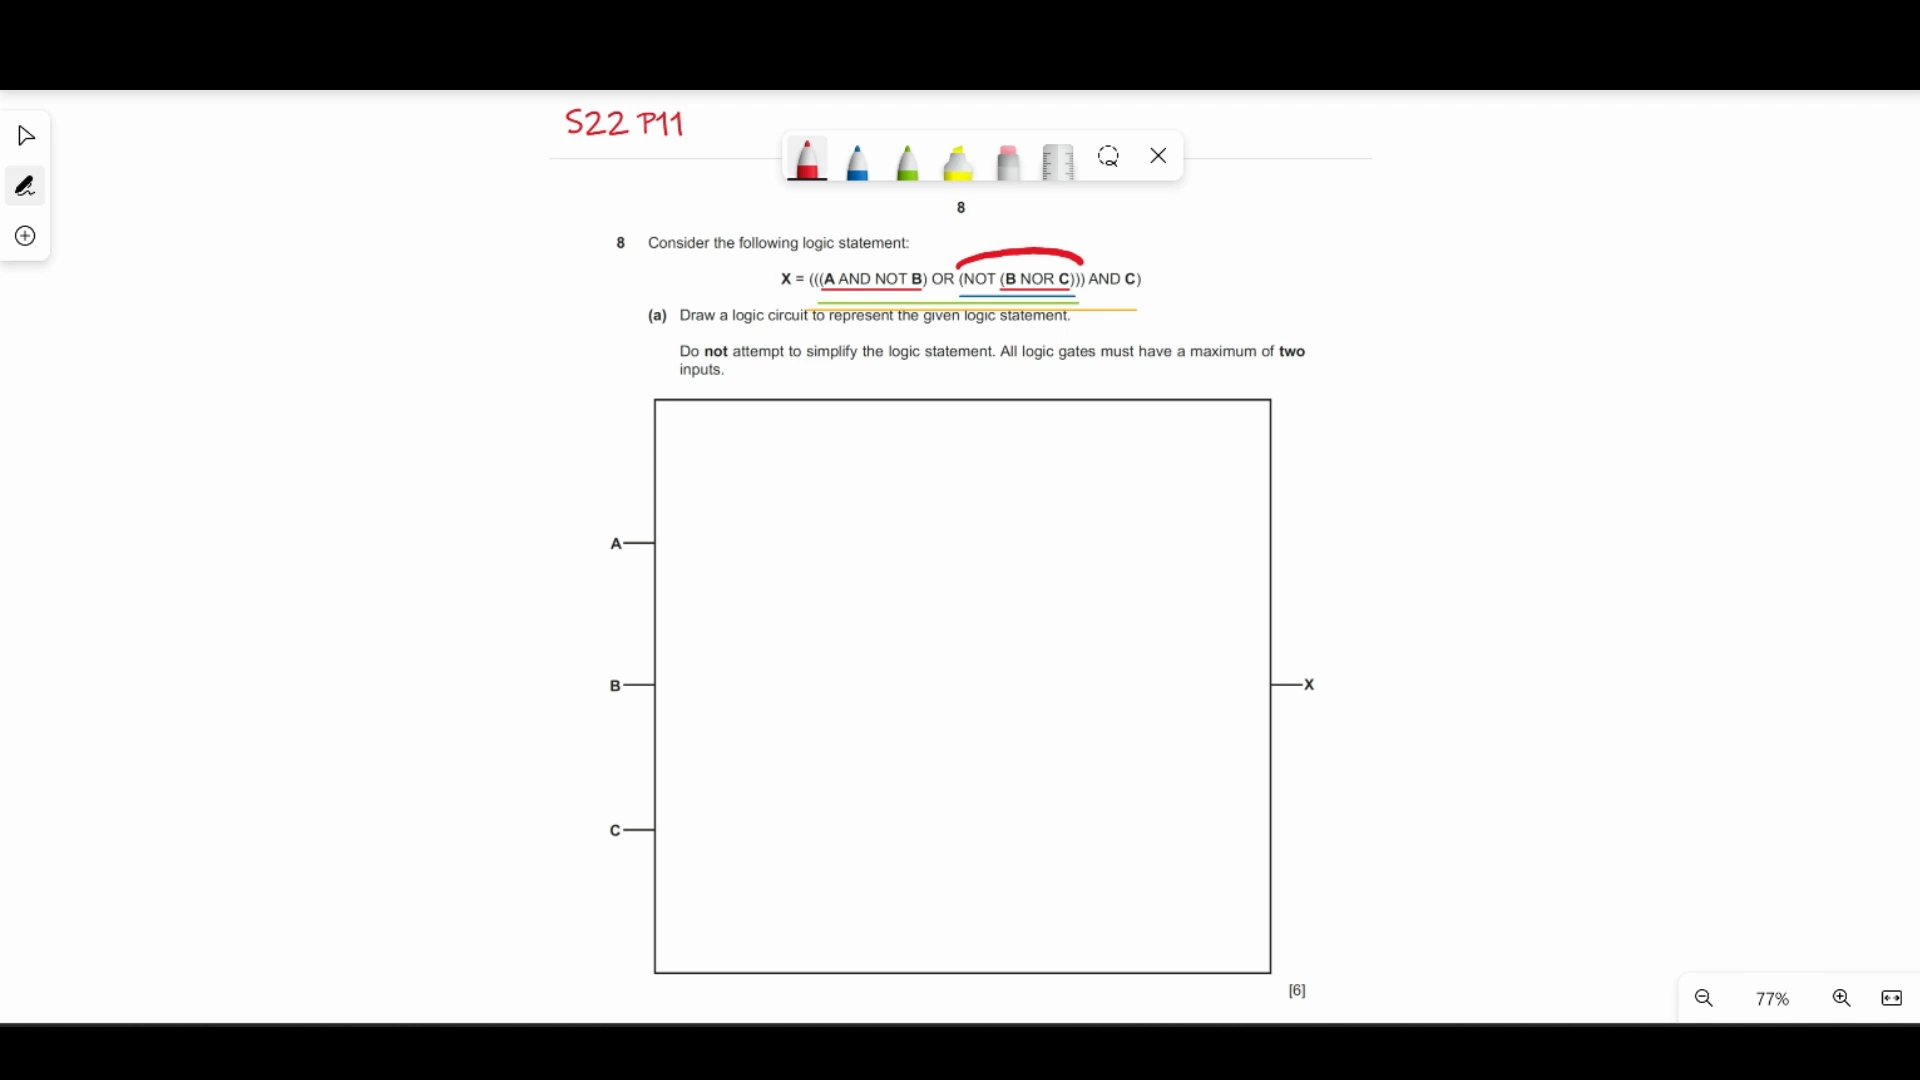 S22 P11
8
8 Consider the following logic statement:
X = (((A AND NOT B) OR (NOT (B NOR C))) AND C)
(a) Draw a logic circuit to represent the given logic statement.
Do not attempt to simplify the logic statement. All logic gates must have a maximum of two
inputs.
A
B
X
C
[6]
77%